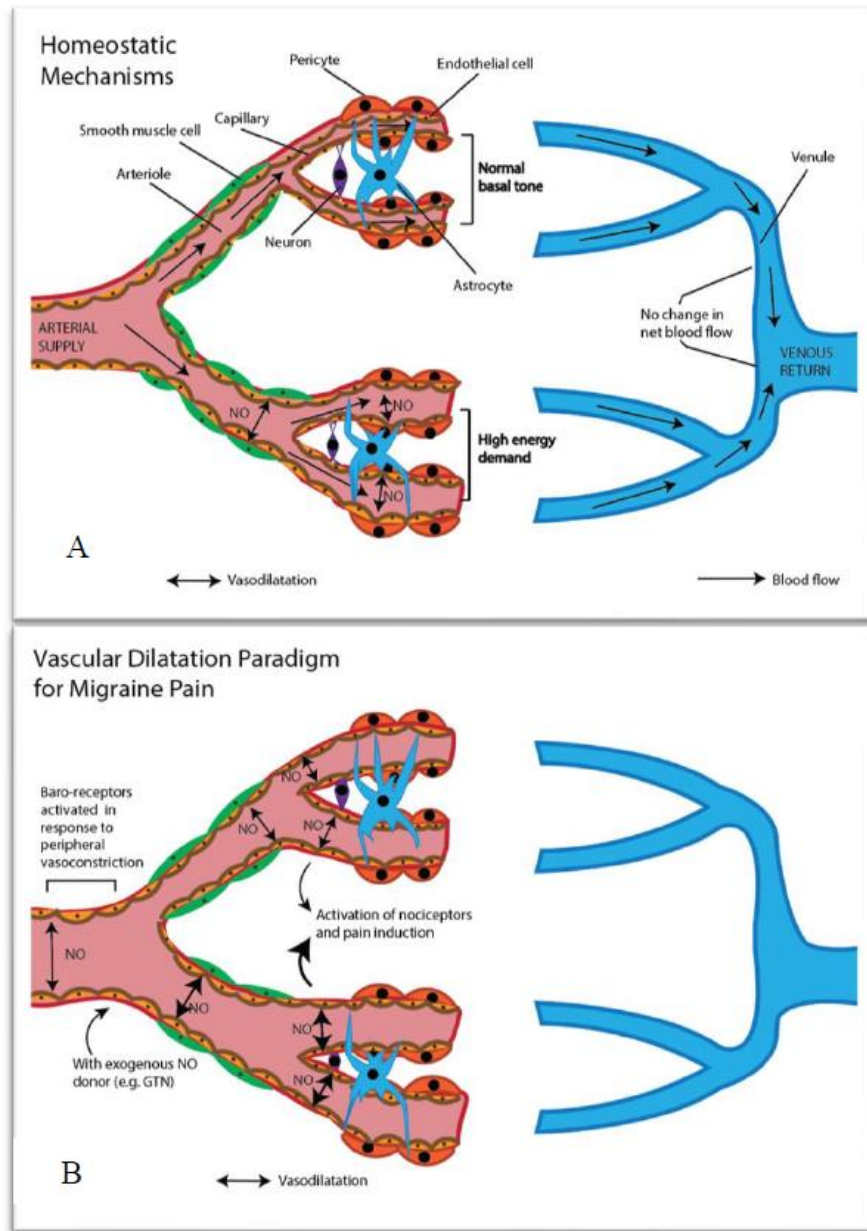 Homeostatic
Mechanisms
Pericyte
Endothelial cell
Capillary
Smooth muscle cell
Arteriole
Normal
basal tone
Venule
Neuron
Astrocyte
No change in
net blood flow
ARTERIAL
SUPPLY
VENOUS
RETURN
NO
NO
High energy
demand
NO
A
Vasodilatation
Blood flow
Vascular Dilatation Paradigm
for Migraine Pain
NO
Baro-receptors
activated in
response to
peripheral
vasoconstriction
NO
NO
Activation of nociceptors
and pain induction
NO
NO
NO
With exogenous NO
donor (e.g. GTN)
NO
B
Vasodilatation